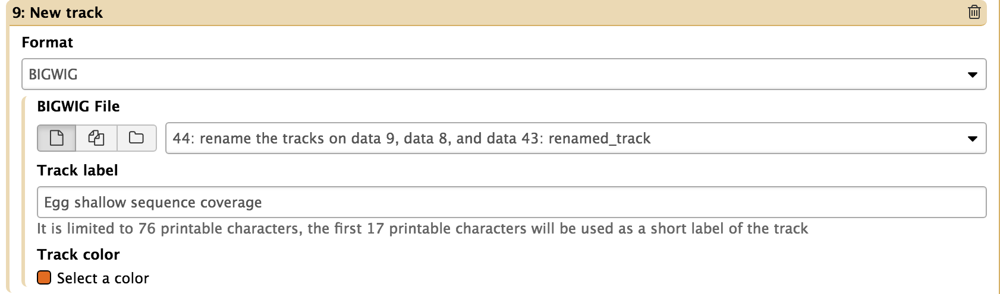 9: New track
Format
BIGWIG
BIGWIG File
44: rename the tracks on data 9, data 8, and data 43: renamed_track
Track label
Egg shallow sequence coverage
It is limited to 76 printable characters, the first 17 printable characters will be used as a short label of the track
Track color
Select a color